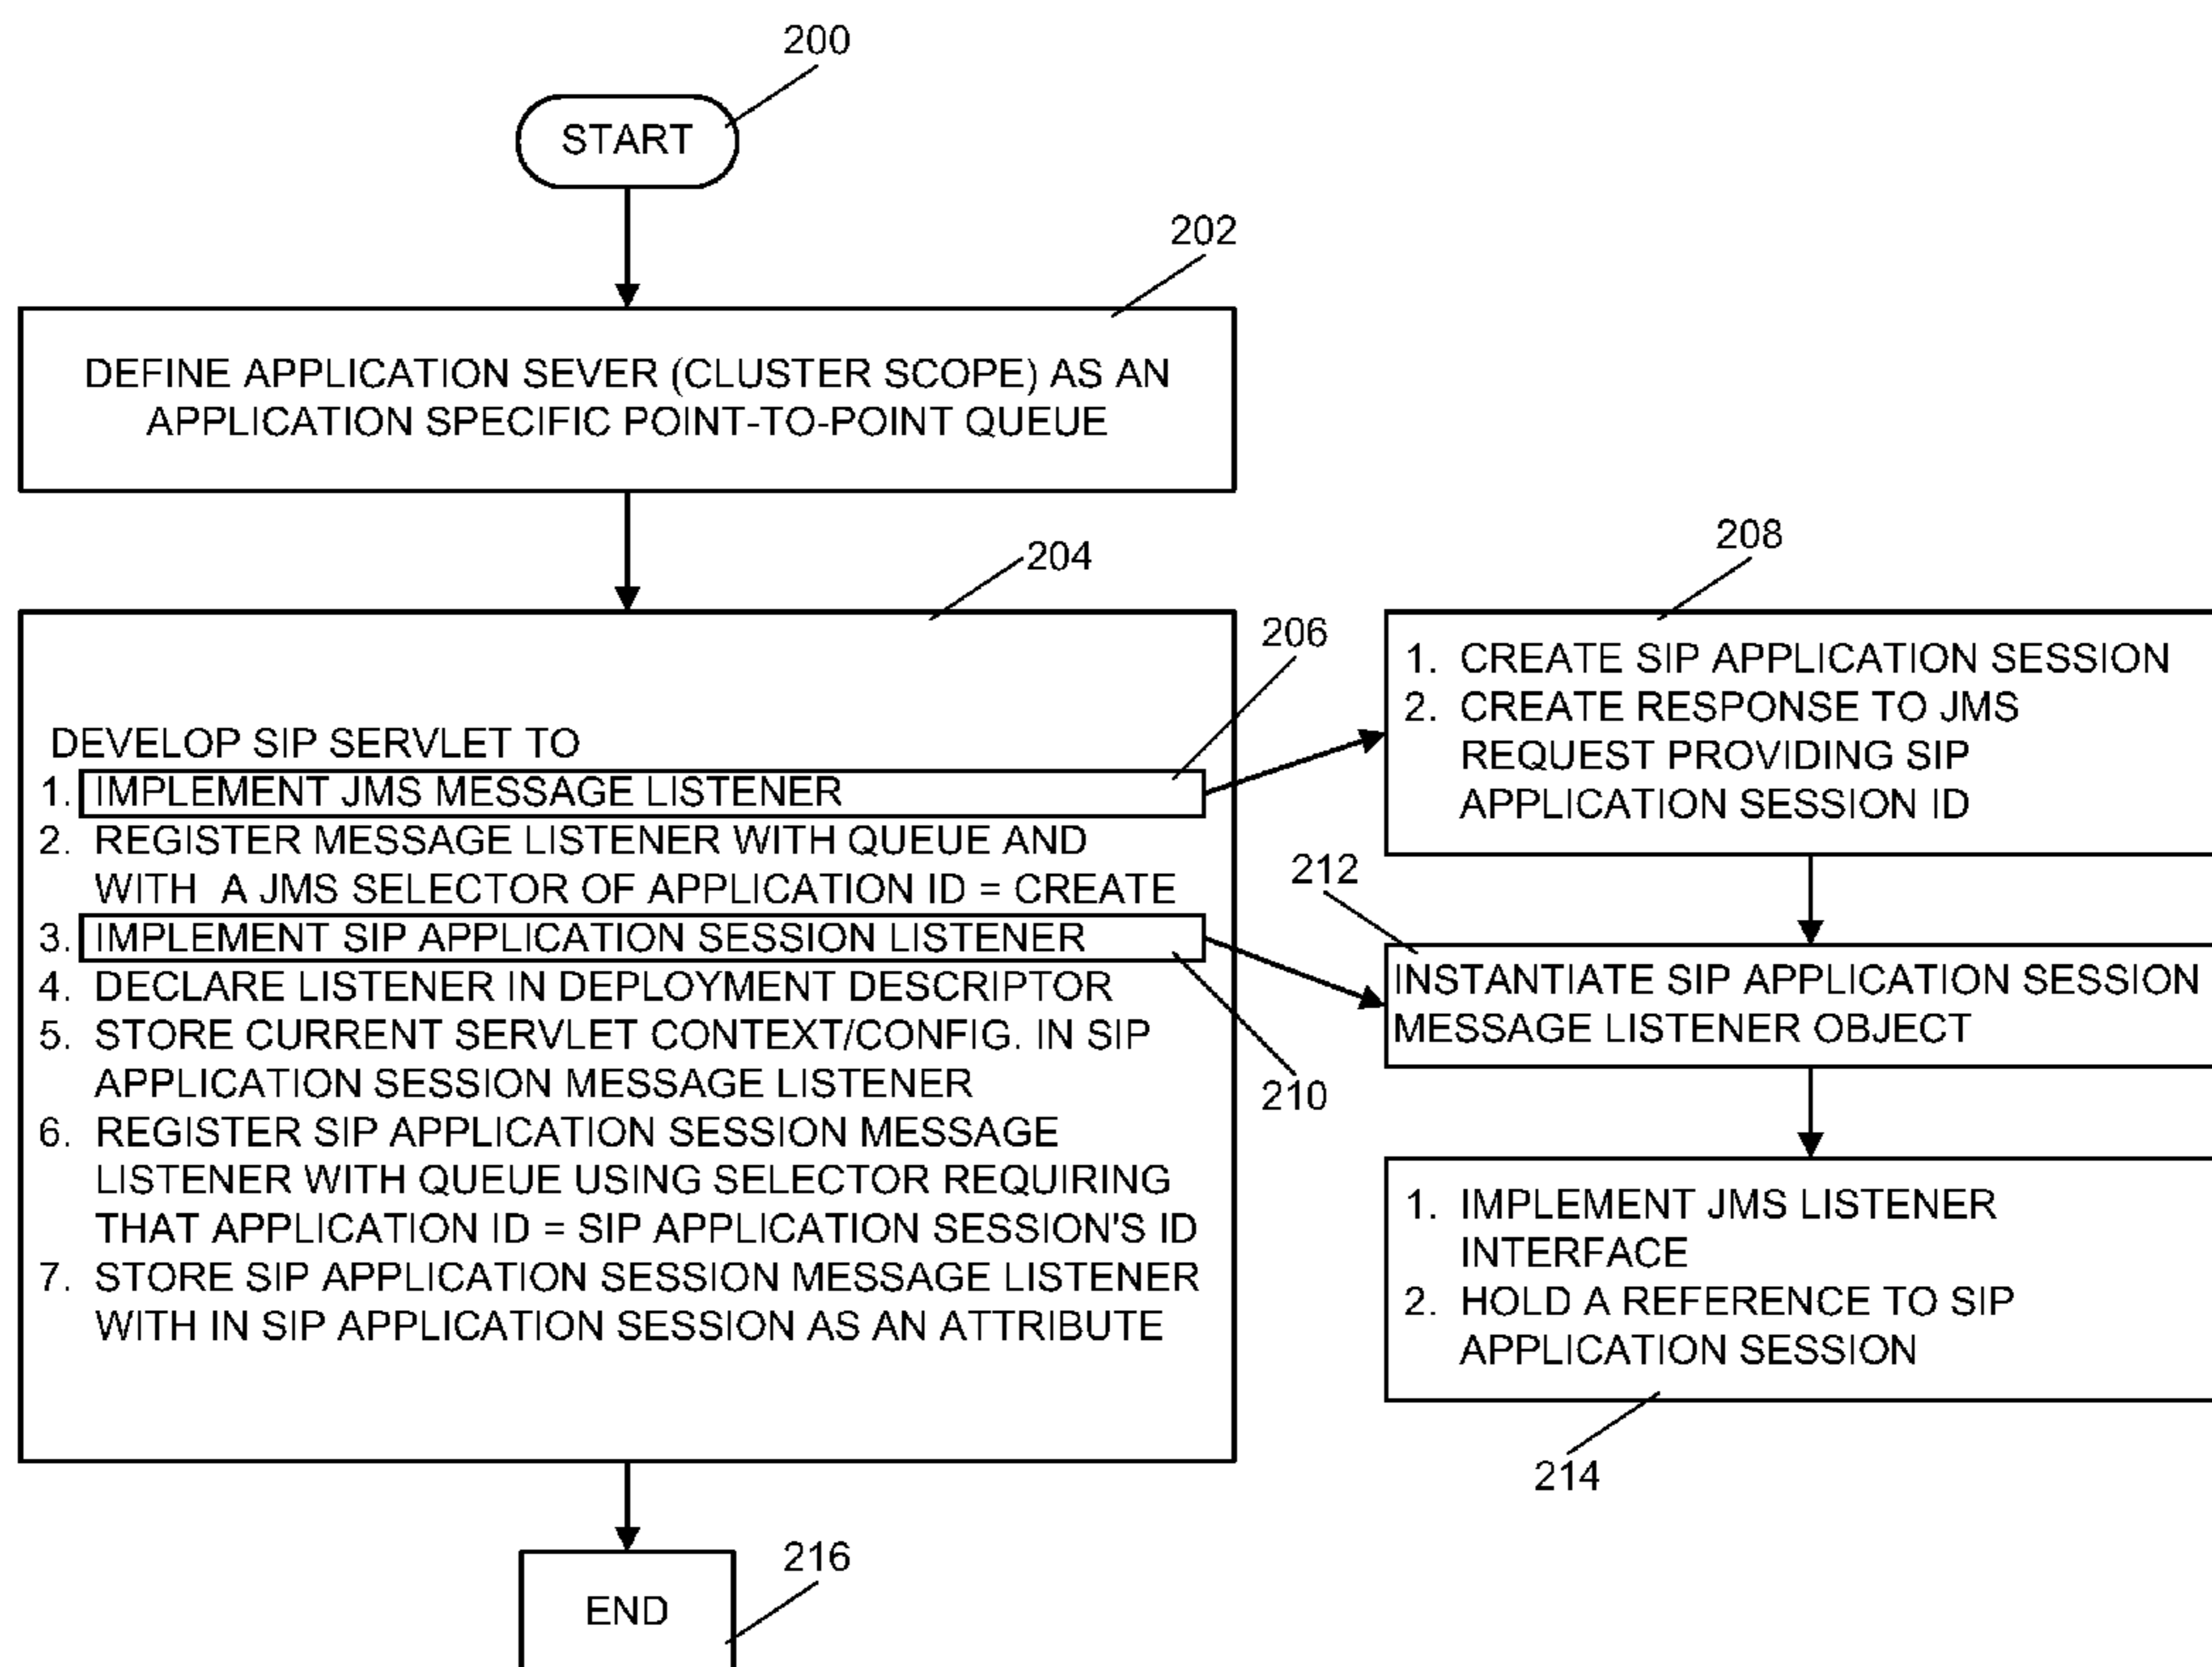 200
START
202
DEFINE APPLICATION SEVER (CLUSTER SCOPE) AS AN
APPLICATION SPECIFIC POINT-TO-POINT QUEUE
204
206
DEVELOP SIP SERVLET TO
1. IMPLEMENT JMS MESSAGE LISTENER
2. REGISTER MESSAGE LISTENER WITH QUEUE AND
WITH A JMS SELECTOR OF APPLICATION ID = CREATE
3. IMPLEMENT SIP APPLICATION SESSION LISTENER
4. DECLARE LISTENER IN DEPLOYMENT DESCRIPTOR
5. STORE CURRENT SERVLET CONTEXT/CONFIG. IN SIP
APPLICATION SESSION MESSAGE LISTENER
6. REGISTER SIP APPLICATION SESSION MESSAGE
LISTENER WITH QUEUE USING SELECTOR REQUIRING
THAT APPLICATION ID = SIP APPLICATION SESSION'S ID
7. STORE SIP APPLICATION SESSION MESSAGE LISTENER
WITH IN SIP APPLICATION SESSION AS AN ATTRIBUTE
210
208
1. CREATE SIP APPLICATION SESSION
2. CREATE RESPONSE TO JMS
REQUEST PROVIDING SIP
APPLICATION SESSION ID
212
INSTANTIATE SIP APPLICATION SESSION
MESSAGE LISTENER OBJECT
1. IMPLEMENT JMS LISTENER
INTERFACE
2. HOLD A REFERENCE TO SIP
APPLICATION SESSION
214
216
END